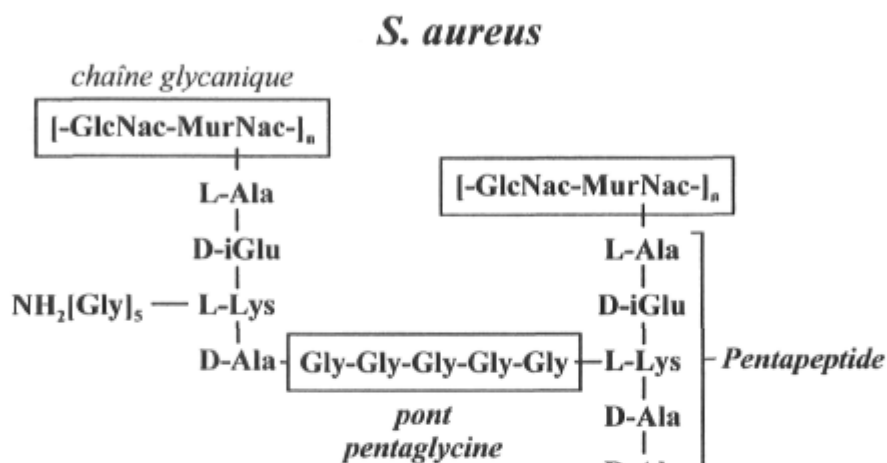 S. aureus
chaîne glycanique
[-GlcNac-MurNac-]n
L-Ala
D-iGlu
NH2[Gly]5 — L-Lys
D-Ala-Gly-Gly-Gly-Gly-Gly-L-Lys
pont
pentaglycine
[-GlcNac-MurNac-]n
L-Ala
D-iGlu
D-Ala
Pentapeptide